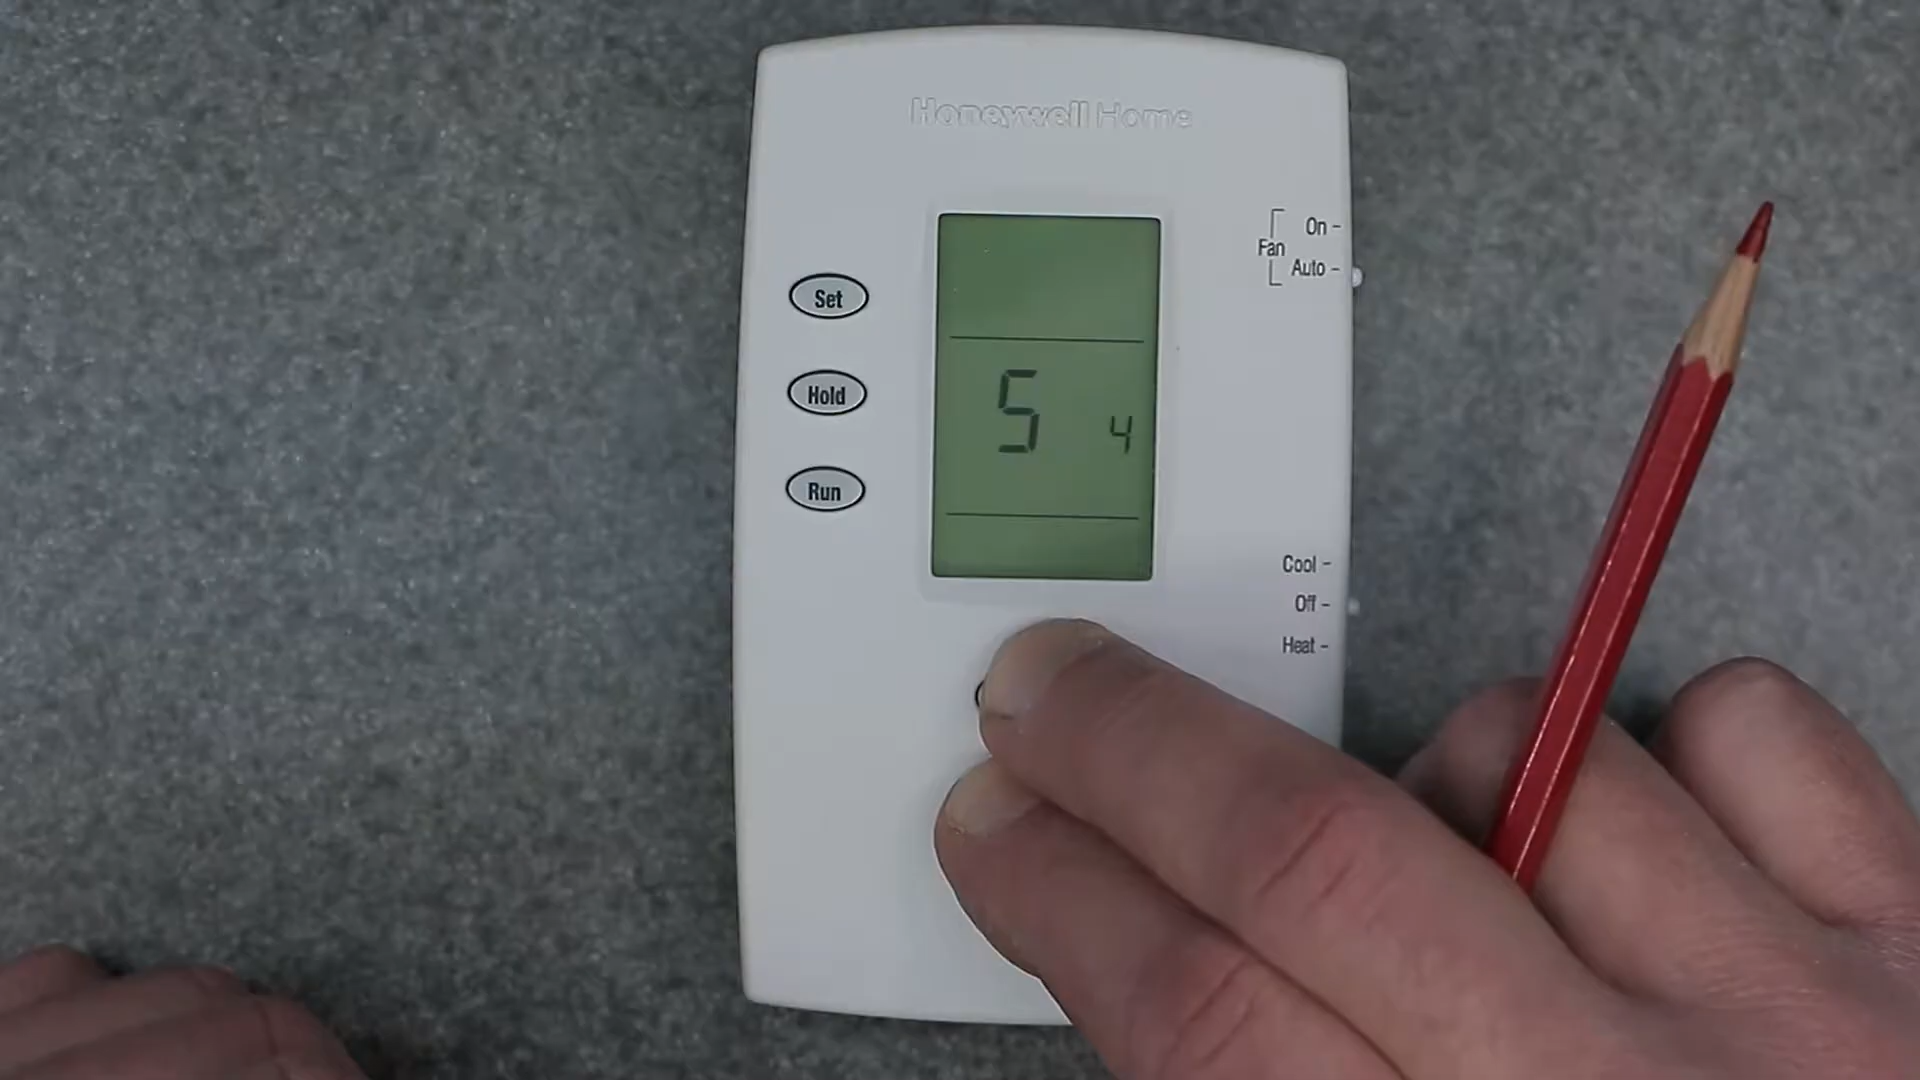 Honeywell Home
On -
Fan
Auto -
Set
Hold
5 4
Run
Cool -
Off -
Heat -